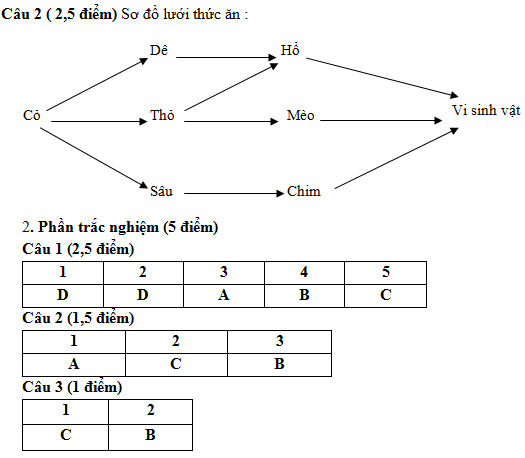 Câu 2 ( 2,5 điểm) Sơ đồ lưới thức ăn :
Dê Hổ
Cỏ Thỏ Mèo Vi sinh vật
Sâu Chim
2. Phần trắc nghiệm (5 điểm)
Câu 1 (2,5 điểm)
1 2 3 4 5
D D A B C
Câu 2 (1,5 điểm)
1 2 3
A C B
Câu 3 (1 điểm)
1 2
C B